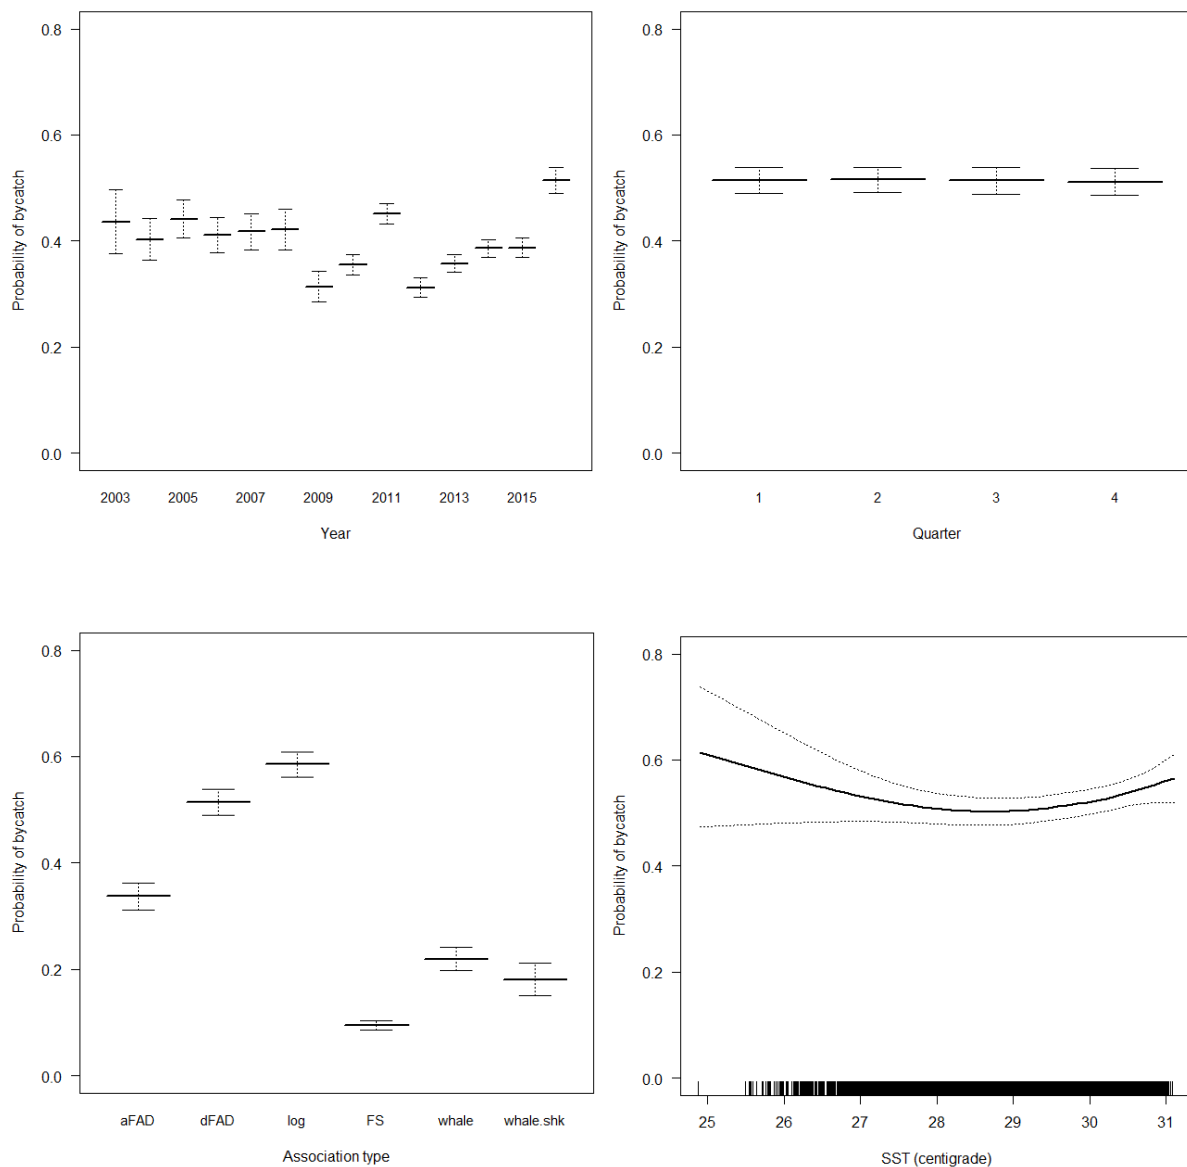 Probability of bycatch
0.8
0.6
0.4
0.2
0.0
2003 2005 2007 2009 2011 2013 2015
Year
Probability of bycatch
0.8
0.6
0.4
0.2
0.0
1 2 3 4
Quarter
Probability of bycatch
0.8
0.6
0.4
0.2
0.0
aFAD dFAD log FS whale whale.shk
Association type
Probability of bycatch
0.8
0.6
0.4
0.2
0.0
25 26 27 28 29 30 31
SST (centigrade)